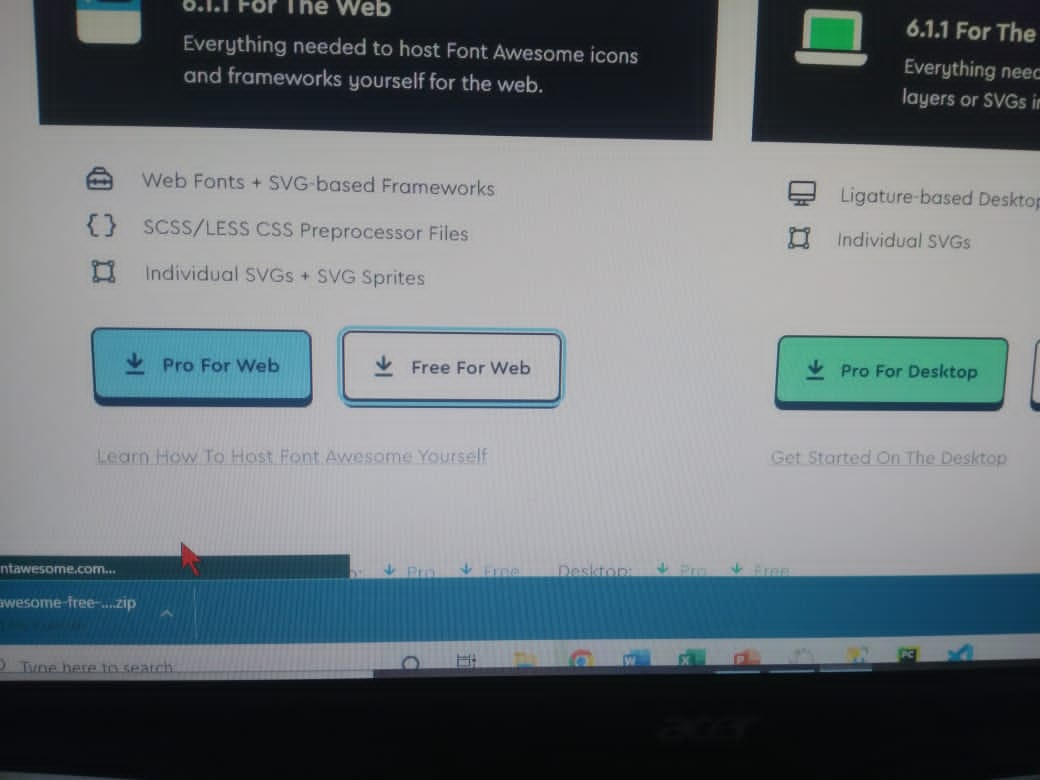 6.1.1 For The Web
Everything needed to host Font Awesome icons
and frameworks yourself for the web.
Web Fonts + SVG-based Frameworks
SCSS/LESS CSS Preprocessor Files
Individual SVGs + SVG Sprites
Pro For Web
Free For Web
Learn How To Host Font Awesome Yourself
6.1.1 For The
Everything need
layers or SVGs in
Ligature-based Desktop
Individual SVGs
Pro For Desktop
Get Started On The Desktop
ntawesome.com...
Pro Free Desktop: Pro Free
awesome-free-....zip
Type here to search
W X P PC
acer